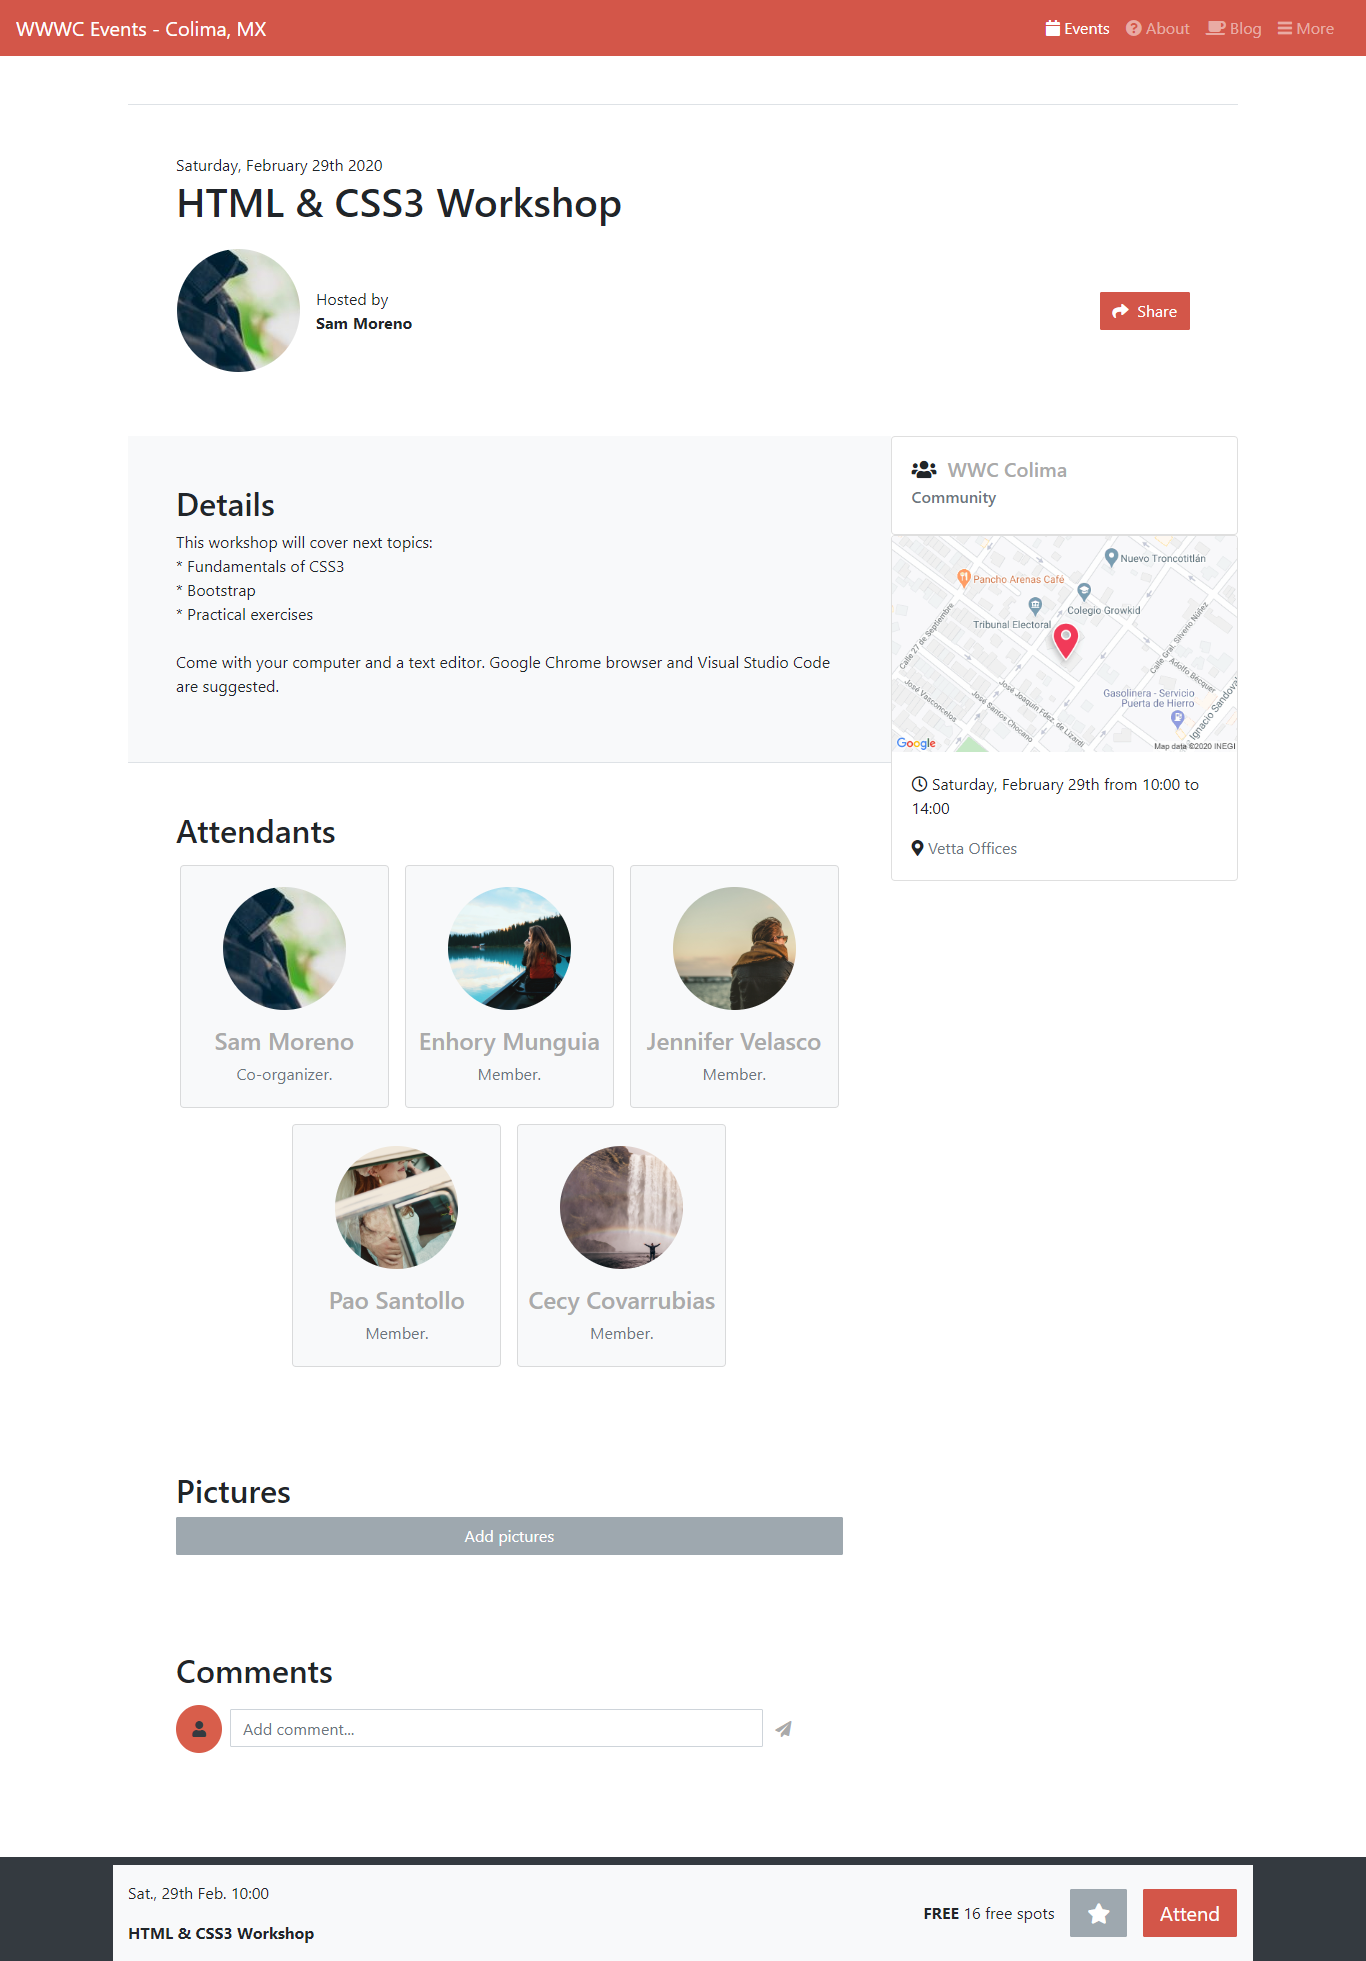 WWWC Events - Colima, MX
Events
About
Blog
More
Saturday, February 29th 2020
HTML & CSS3 Workshop
Hosted by
Sam Moreno
Share
Details
This workshop will cover next topics:
* Fundamentals of CSS3
* Bootstrap
* Practical exercises
Come with your computer and a text editor. Google Chrome browser and Visual Studio Code
are suggested.
WWC Colima
Community
Nuevo Troncotitlán
Pancho Arenas Café
Colegio Growkid
Tribunal Electoral
Calle 27 de Septiembre
Calle Gral. Silverio Núñez
Adolfo Bécquer
José Vasconcelos
José Santos Chocano
José Joaquín Fdez. de Lizardi
Gasolinera - Servicio
Puerta de Hierro
Ignacio Sandoval
Google
Map data ©2020 INEGI
Saturday, February 29th from 10:00 to
14:00
Vetta Offices
Attendants
Sam Moreno
Co-organizer.
Enhory Munguia
Member.
Jennifer Velasco
Member.
Pao Santollo
Member.
Cecy Covarrubias
Member.
Pictures
Add pictures
Comments
Add comment...
Sat., 29th Feb. 10:00
HTML & CSS3 Workshop
FREE 16 free spots
Attend